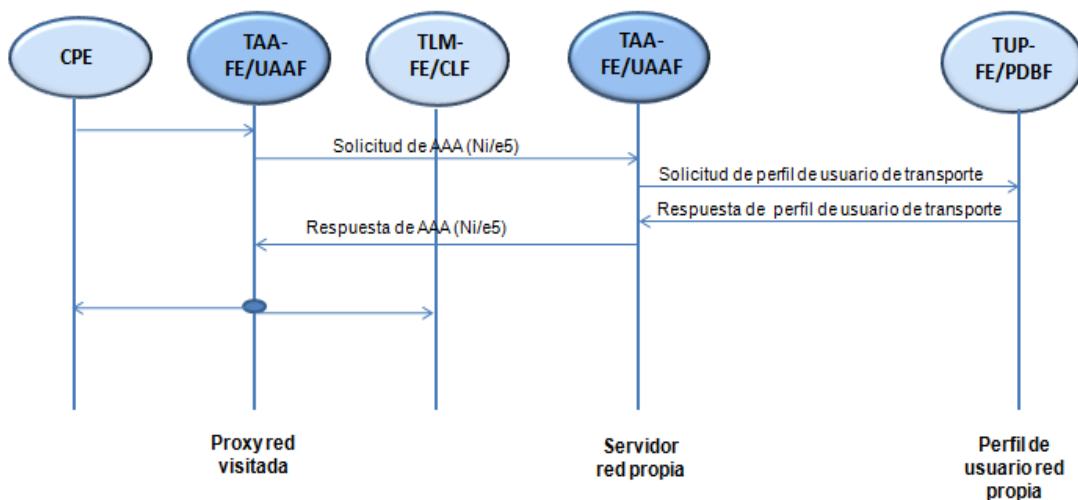 CPE
TAA-
FE/UAAF
TLM-
FE/CLF
TAA-
FE/UAAF
TUP-
FE/PDBF
Solicitud de AAA (Ni/e5)
Solicitud de perfil de usuario de transporte
Respuesta de perfil de usuario de transporte
Respuesta de AAA (Ni/e5)
Proxy red
visitada
Servidor
red propia
Perfil de
usuario red
propia